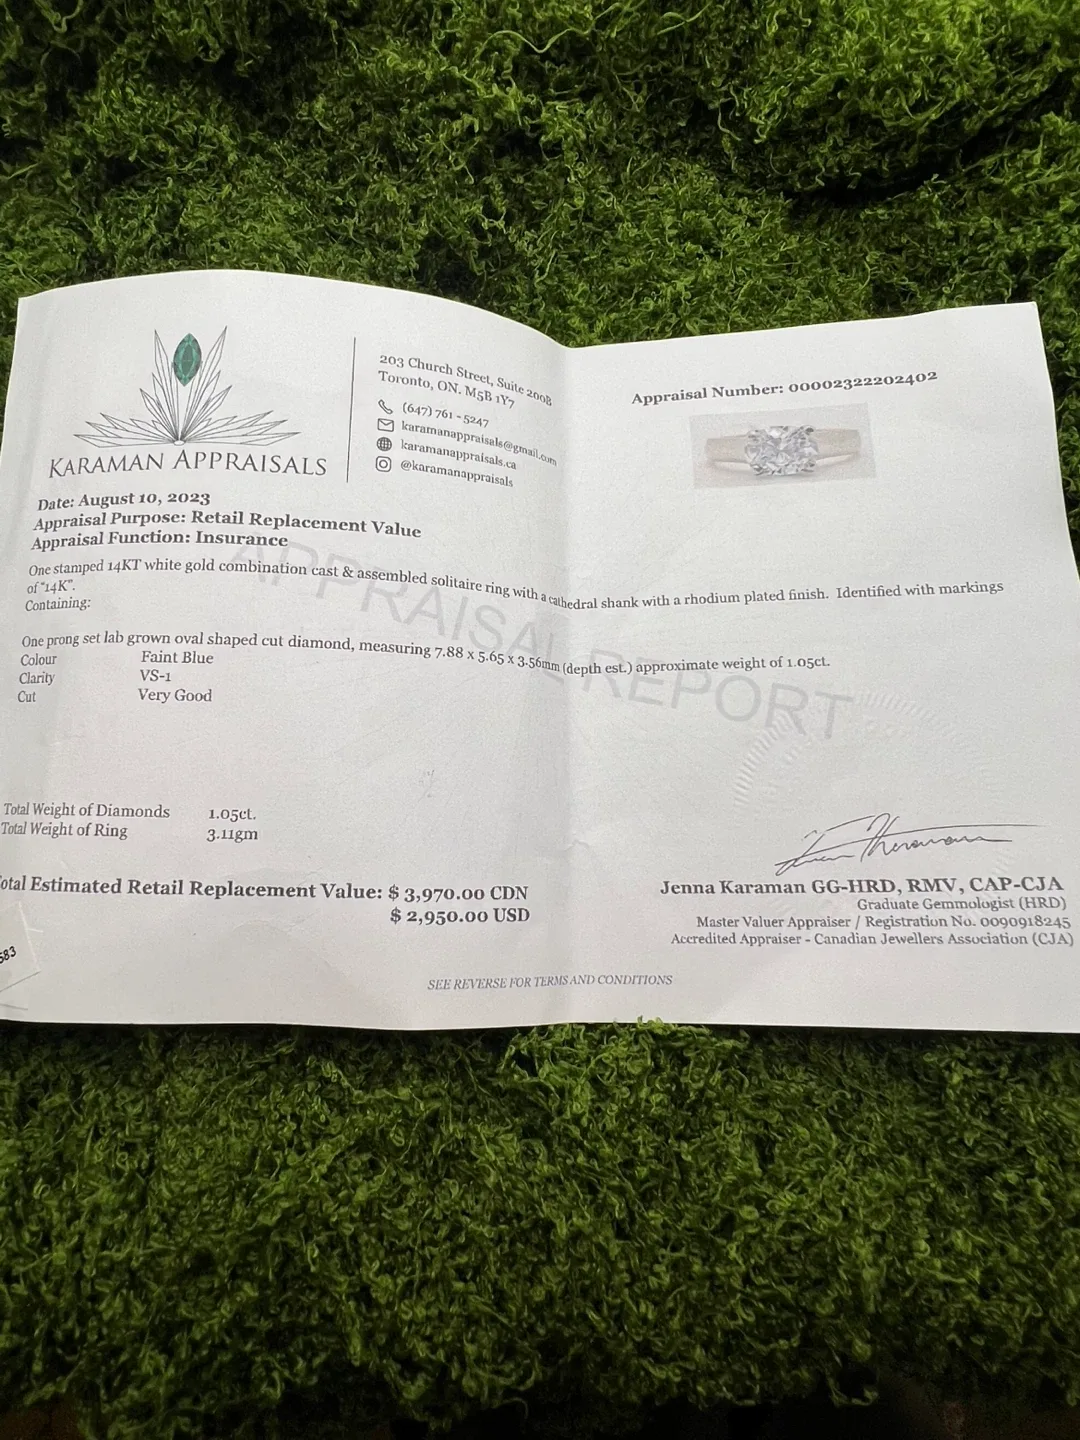 KARAMAN APPRAISALS
203 Church Street, Suite 200B
Toronto, ON. M5B 1Y7
(647) 761 - 5247
karamanappraisals@gmail.com
karamanappraisals.ca
@karamanappraisals
Appraisal Number: 00002322202402
Date: August 10, 2023
Appraisal Purpose: Retail Replacement Value
Appraisal Function: Insurance
APPRAISAL REPORT
One stamped 14KT white gold combination cast & assembled solitaire ring with a cathedral shank with a rhodium plated finish. Identified with markings
of "14K".
Containing:
One prong set lab grown oval shaped cut diamond, measuring 7.88 x 5.65 x 3.56mm (depth est.) approximate weight of 1.05ct.
Colour Faint Blue
Clarity VS-1
Cut Very Good
Total Weight of Diamonds 1.05ct.
Total Weight of Ring 3.11gm
otal Estimated Retail Replacement Value: $ 3,970.00 CDN
$ 2,950.00 USD
Jenna Karaman GG-HRD, RMV, CAP-CJA
Graduate Gemmologist (HRD)
Master Valuer Appraiser / Registration No. 0090918245
Accredited Appraiser - Canadian Jewellers Association (CJA)
583
SEE REVERSE FOR TERMS AND CONDITIONS